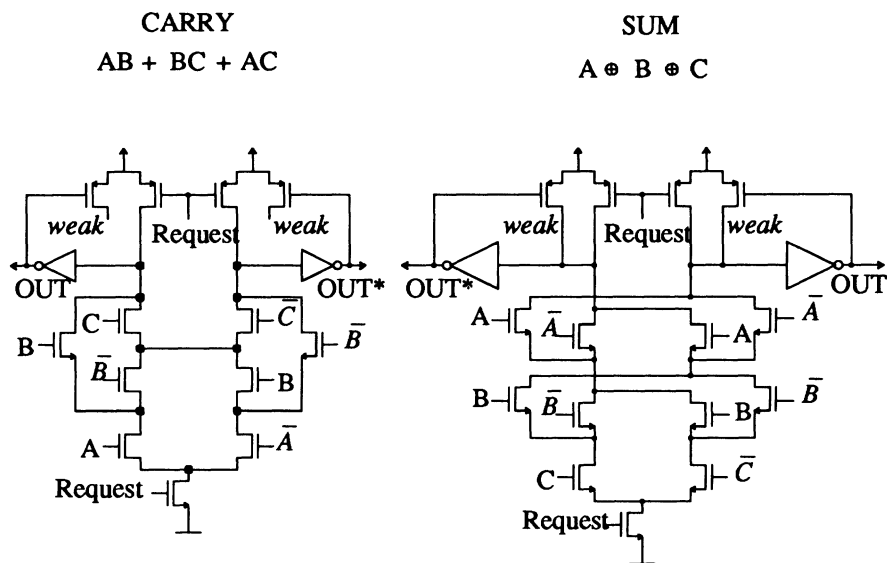 CARRY
AB + BC + AC
SUM
A ⊕ B ⊕ C
weak
Request
weak
OUT
OUT*
C
C̅
B
B̅
B̅
B
A
A̅
Request
weak
Request
weak
OUT*
OUT
A
A̅
A
A̅
B
B̅
B
B̅
C
C̅
Request